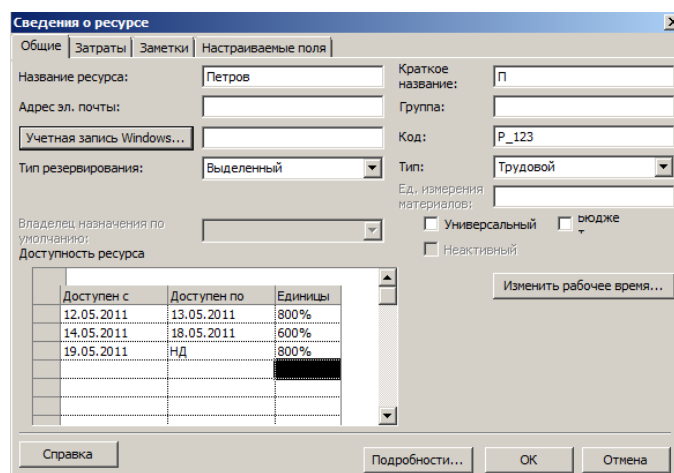 Сведения о ресурсе
Общие Затраты Заметки Настраиваемые поля
Название ресурса: Петров
Краткое
название: П
Адрес эл. почты:
Группа:
Учетная запись Windows...
Код: P_123
Тип резервирования: Выделенный
Тип: Трудовой
Ед. измерения
материалов:
Владелец назначения по
умолчанию:
Универсальный
бюдже
т
Неактивный
Доступность ресурса
Изменить рабочее время...
Доступен с Доступен по Единицы
12.05.2011 13.05.2011 800%
14.05.2011 18.05.2011 600%
19.05.2011 НД 800%
Справка
Подробности... ОК Отмена